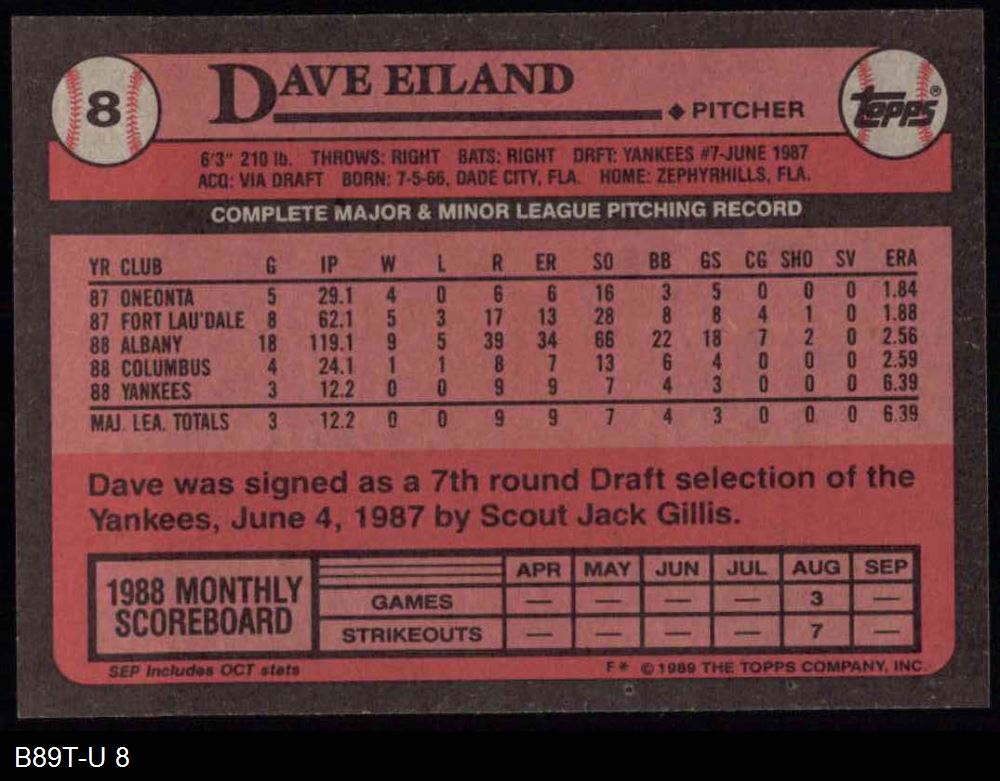 8
DAVE EILAND
PITCHER
TOPPS®
6'3" 210 lb. THROWS: RIGHT BATS: RIGHT DRFT: YANKEES #7-JUNE 1987
ACQ: VIA DRAFT BORN: 7-5-66, DADE CITY, FLA. HOME: ZEPHYRHILLS, FLA.
COMPLETE MAJOR & MINOR LEAGUE PITCHING RECORD
YR CLUB G IP W L R ER SO BB GS CG SHO SV ERA
87 ONEONTA 5 29.1 4 0 6 6 16 3 5 0 0 0 1.84
87 FORT LAU'DALE 8 62.1 5 3 17 13 28 8 8 4 1 0 1.88
88 ALBANY 18 119.1 9 5 39 34 66 22 18 7 2 0 2.56
88 COLUMBUS 4 24.1 1 1 8 7 13 6 4 0 0 0 2.59
88 YANKEES 3 12.2 0 0 9 9 7 4 3 0 0 0 6.39
MAJ. LEA. TOTALS 3 12.2 0 0 9 9 7 4 3 0 0 0 6.39
Dave was signed as a 7th round Draft selection of the
Yankees, June 4, 1987 by Scout Jack Gillis.
1988 MONTHLY
SCOREBOARD
APR MAY JUN JUL AUG SEP
GAMES — — — — 3 —
STRIKEOUTS — — — — 7 —
SEP Includes OCT stats
F* © 1989 THE TOPPS COMPANY, INC.
B89T-U 8